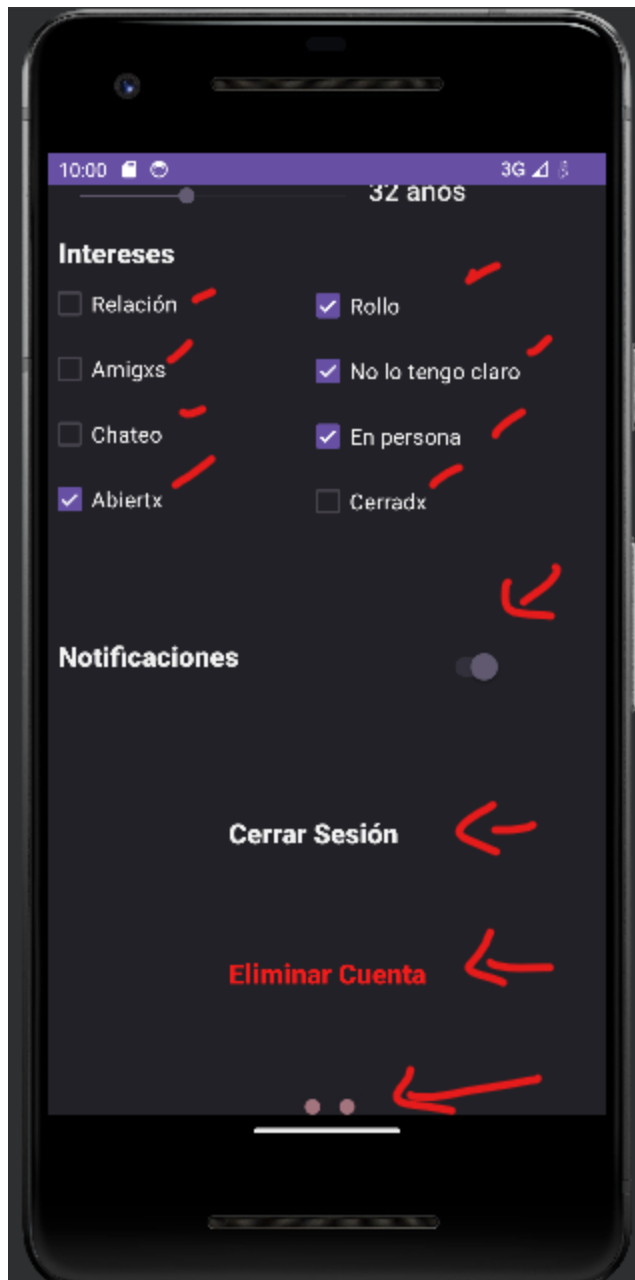 10:00 3G
32 años
Intereses
Relación Rollo
Amigxs No lo tengo claro
Chateo En persona
Abiertx Cerradx
Notificaciones
Cerrar Sesión
Eliminar Cuenta